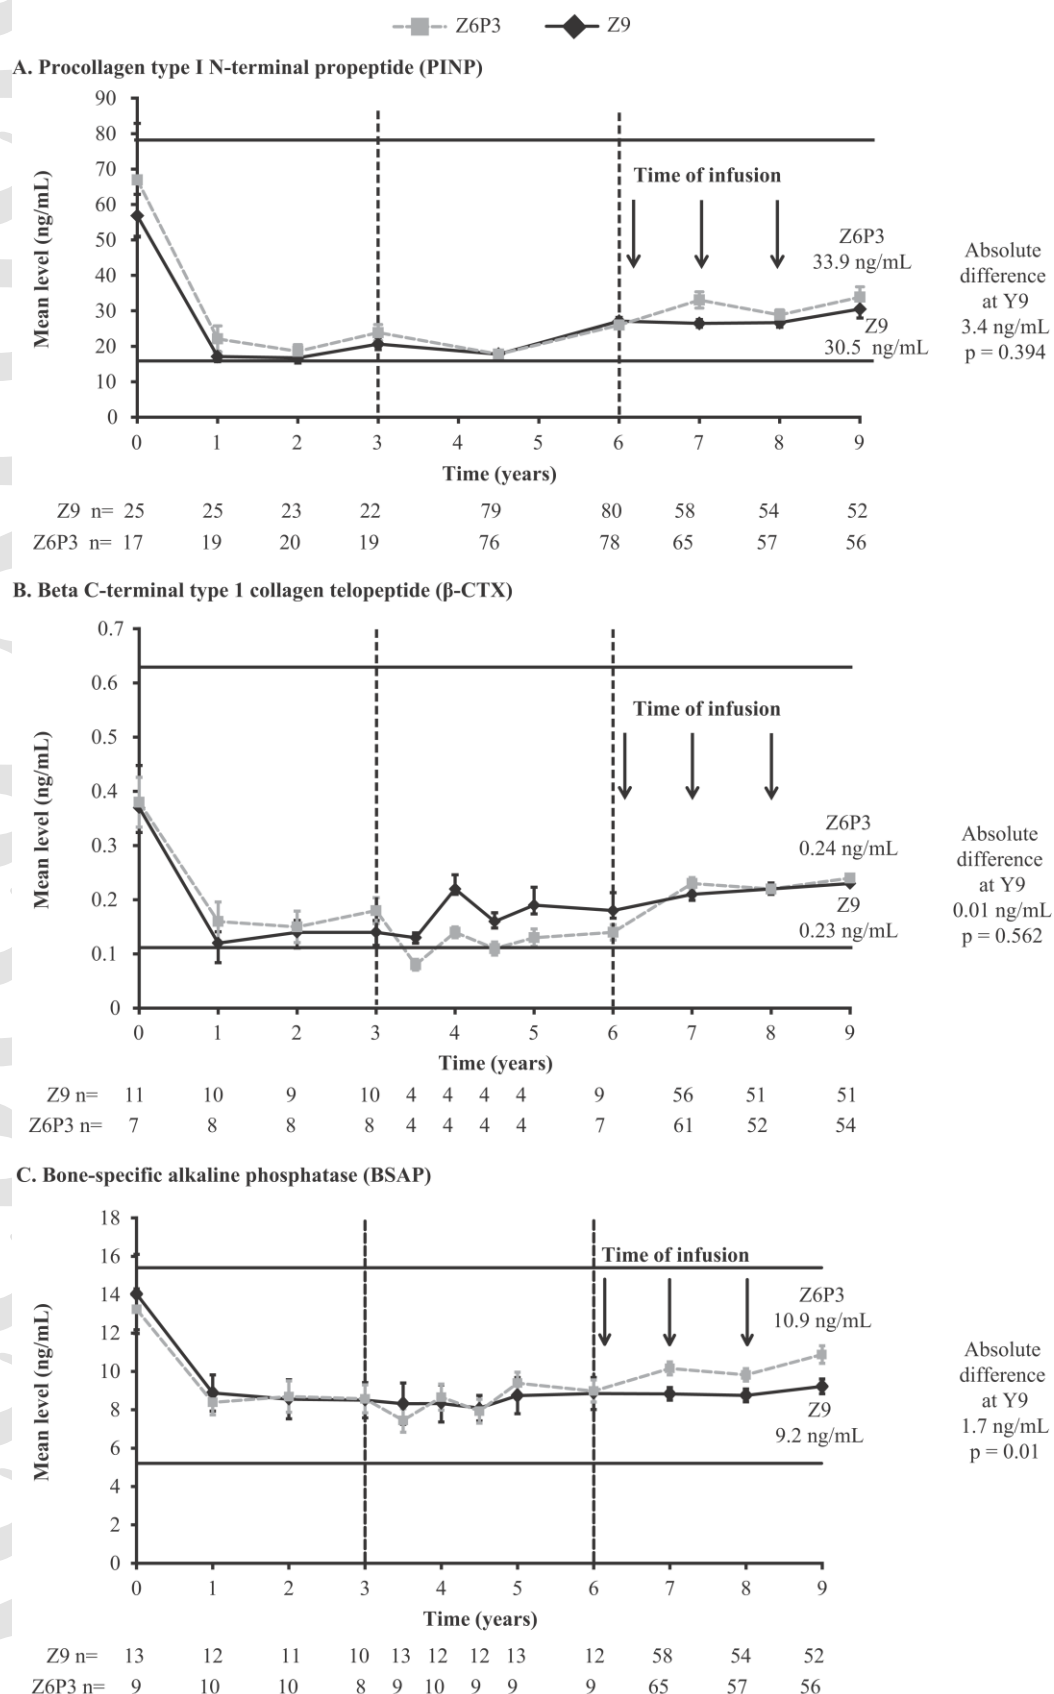 Z6P3 Z9
A. Procollagen type I N-terminal propeptide (PINP)
Mean level (ng/mL)
90
80
70
60
50
40
30
20
10
0
Time of infusion
Z6P3
33.9 ng/mL
Z9
30.5 ng/mL
Absolute
difference
at Y9
3.4 ng/mL
p = 0.394
0 1 2 3 4 5 6 7 8 9
Time (years)
Z9 n= 25 25 23 22 79 80 58 54 52
Z6P3 n= 17 19 20 19 76 78 65 57 56
B. Beta C-terminal type 1 collagen telopeptide (β-CTX)
Mean level (ng/mL)
0.7
0.6
0.5
0.4
0.3
0.2
0.1
0
Time of infusion
Z6P3
0.24 ng/mL
Z9
0.23 ng/mL
Absolute
difference
at Y9
0.01 ng/mL
p = 0.562
0 1 2 3 4 5 6 7 8 9
Time (years)
Z9 n= 11 10 9 10 4 4 4 4 9 56 51 51
Z6P3 n= 7 8 8 8 4 4 4 4 7 61 52 54
C. Bone-specific alkaline phosphatase (BSAP)
Mean level (ng/mL)
18
16
14
12
10
8
6
4
2
0
Time of infusion
Z6P3
10.9 ng/mL
Z9
9.2 ng/mL
Absolute
difference
at Y9
1.7 ng/mL
p = 0.01
0 1 2 3 4 5 6 7 8 9
Time (years)
Z9 n= 13 12 11 10 13 12 12 13 12 58 54 52
Z6P3 n= 9 10 10 8 9 10 9 9 9 65 57 56